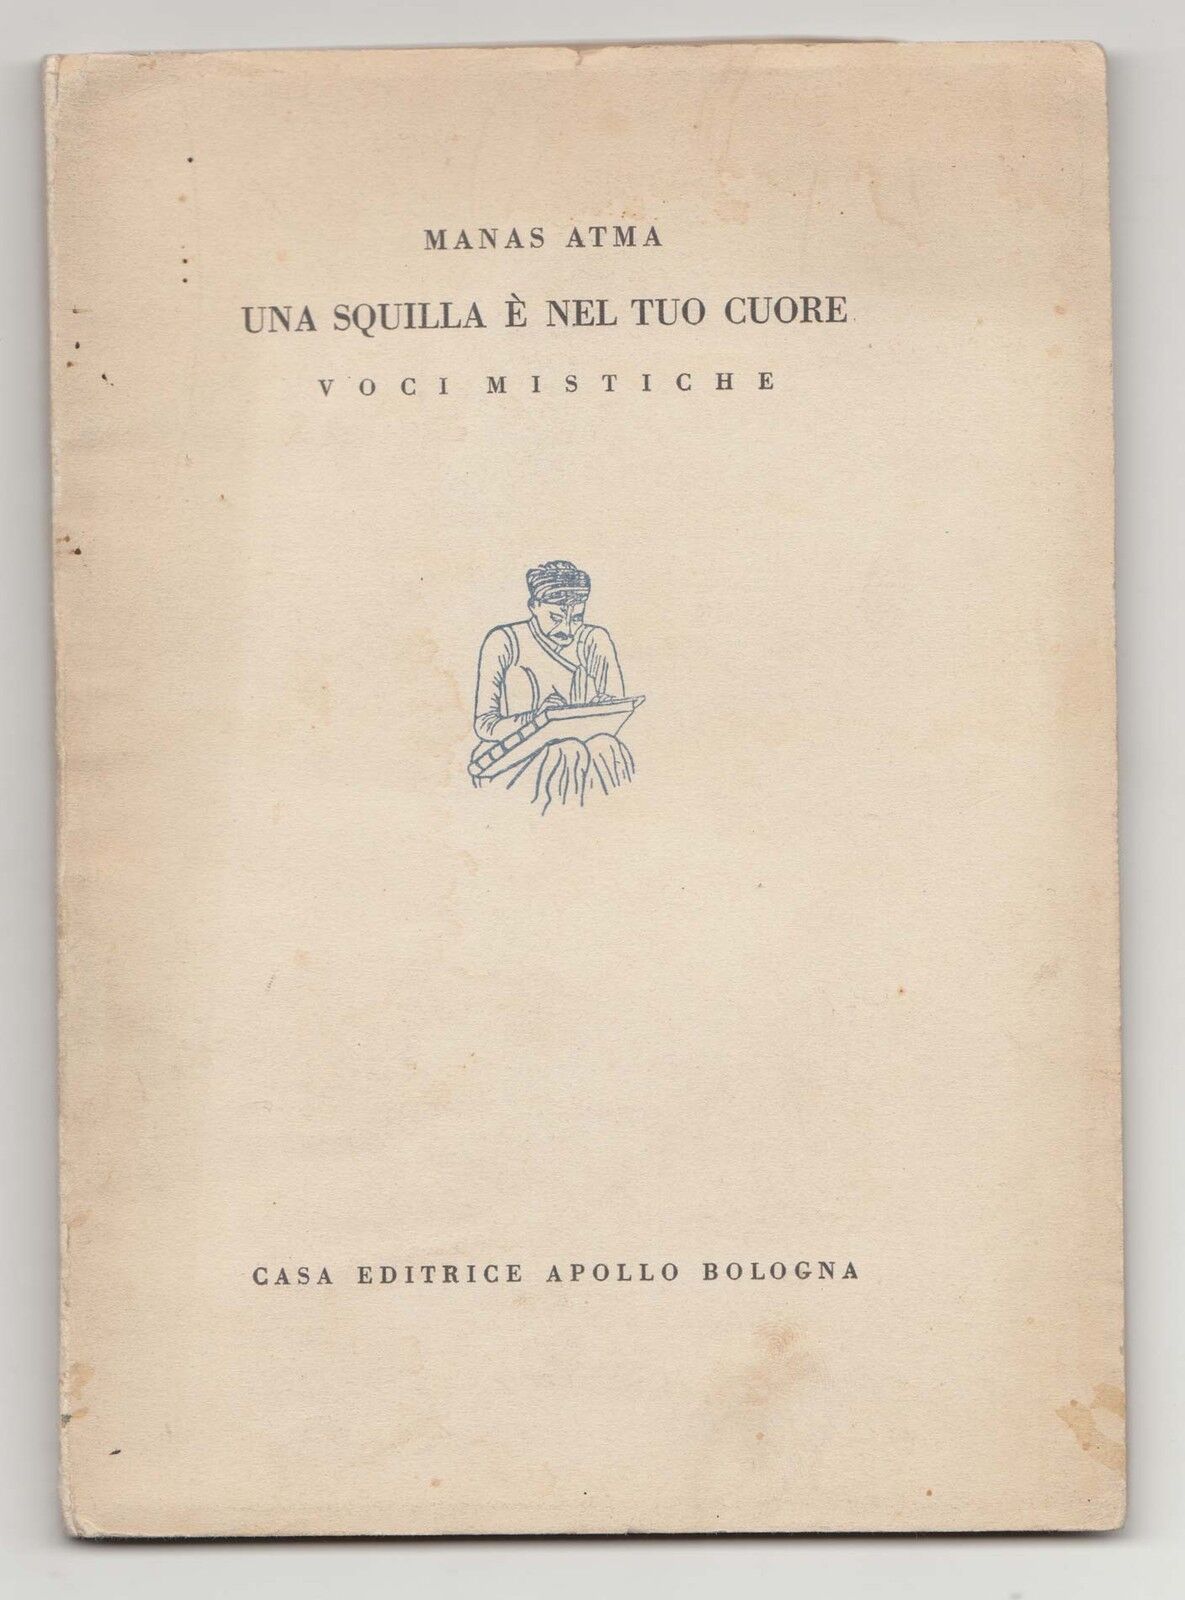 MANAS ATMA
UNA SQUILLA È NEL TUO CUORE
VOCI MISTICHE
CASA EDITRICE APOLLO BOLOGNA